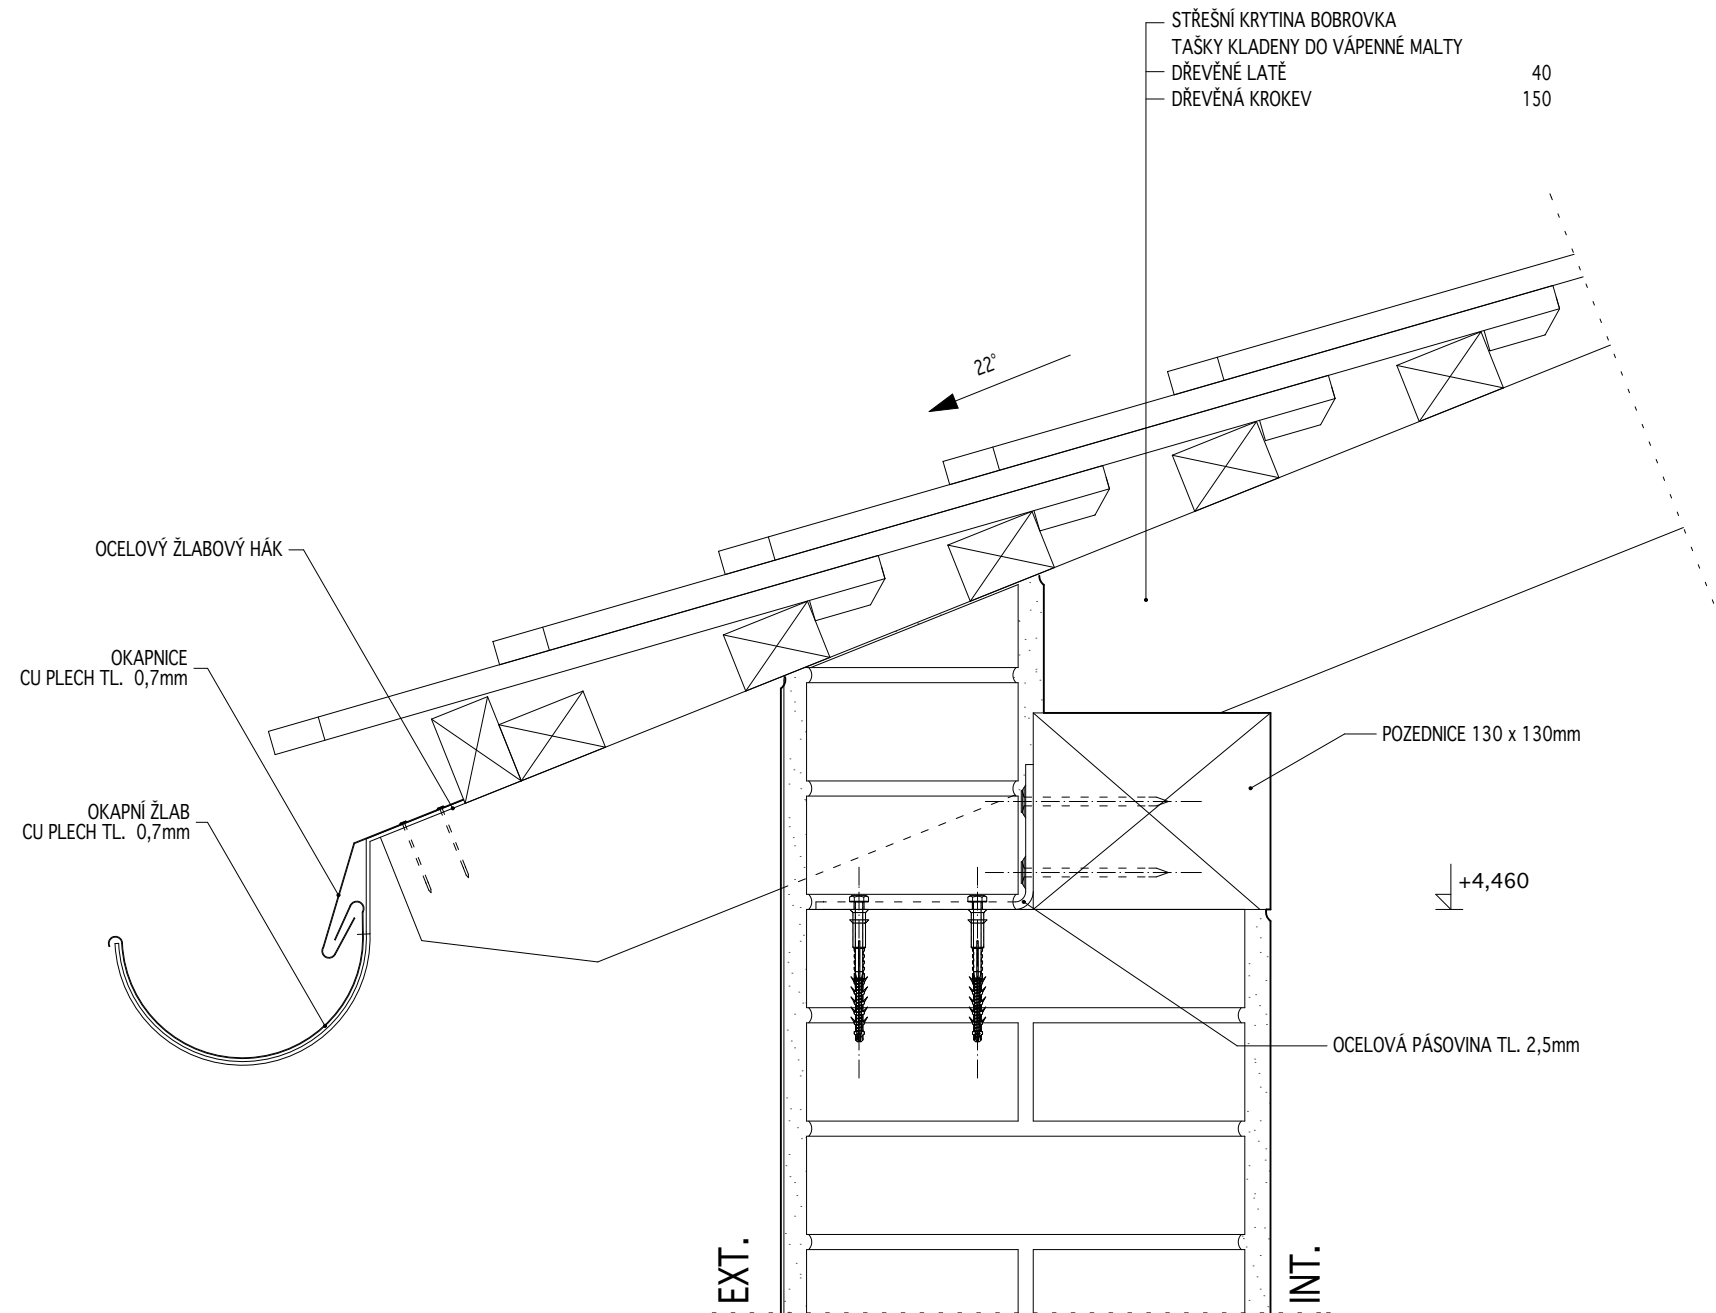 STŘEŠNÍ KRYTINA BOBROVKA
TAŠKY KLADENY DO VÁPENNÉ MALTY
DŘEVĚNÉ LATĚ 40
DŘEVĚNÁ KROKEV 150
22°
OCELOVÝ ŽLABOVÝ HÁK
OKAPNICE
CU PLECH TL. 0,7mm
POZEDNICE 130 x 130mm
OKAPNÍ ŽLAB
CU PLECH TL. 0,7mm
+4,460
OCELOVÁ PÁSOVINA TL. 2,5mm
EXT.
INT.